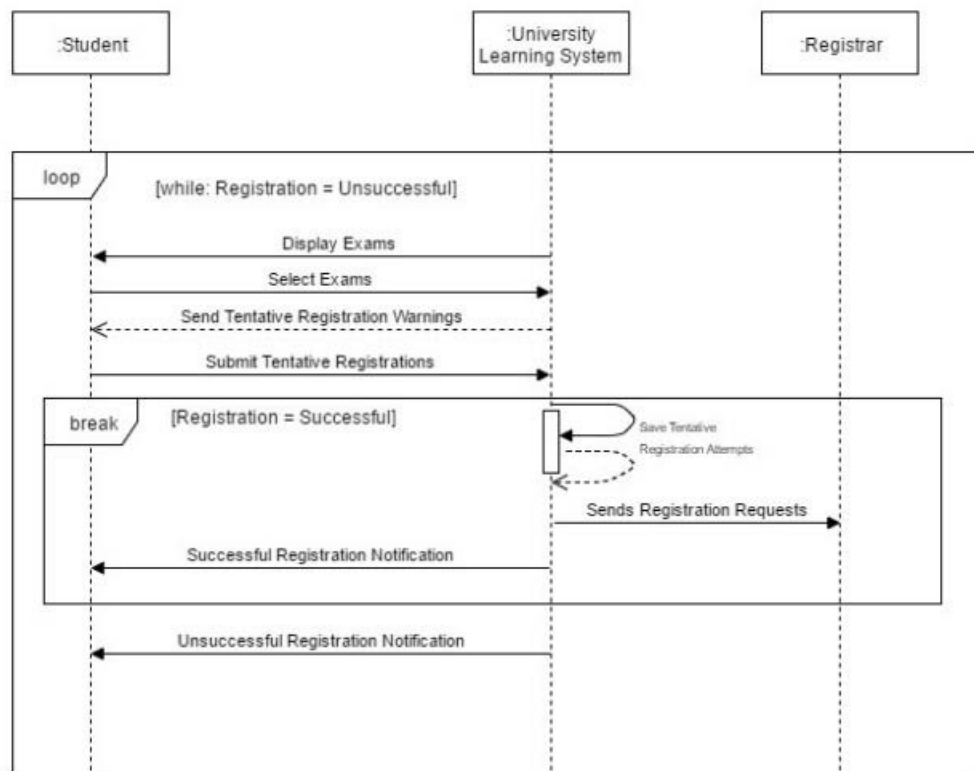 :Student
:University
Learning System
:Registrar
loop
[while: Registration = Unsuccessful]
Display Exams
Select Exams
Send Tentative Registration Warnings
Submit Tentative Registrations
break
[Registration = Successful]
Save Tentative
Registration Attempts
Sends Registration Requests
Successful Registration Notification
Unsuccessful Registration Notification